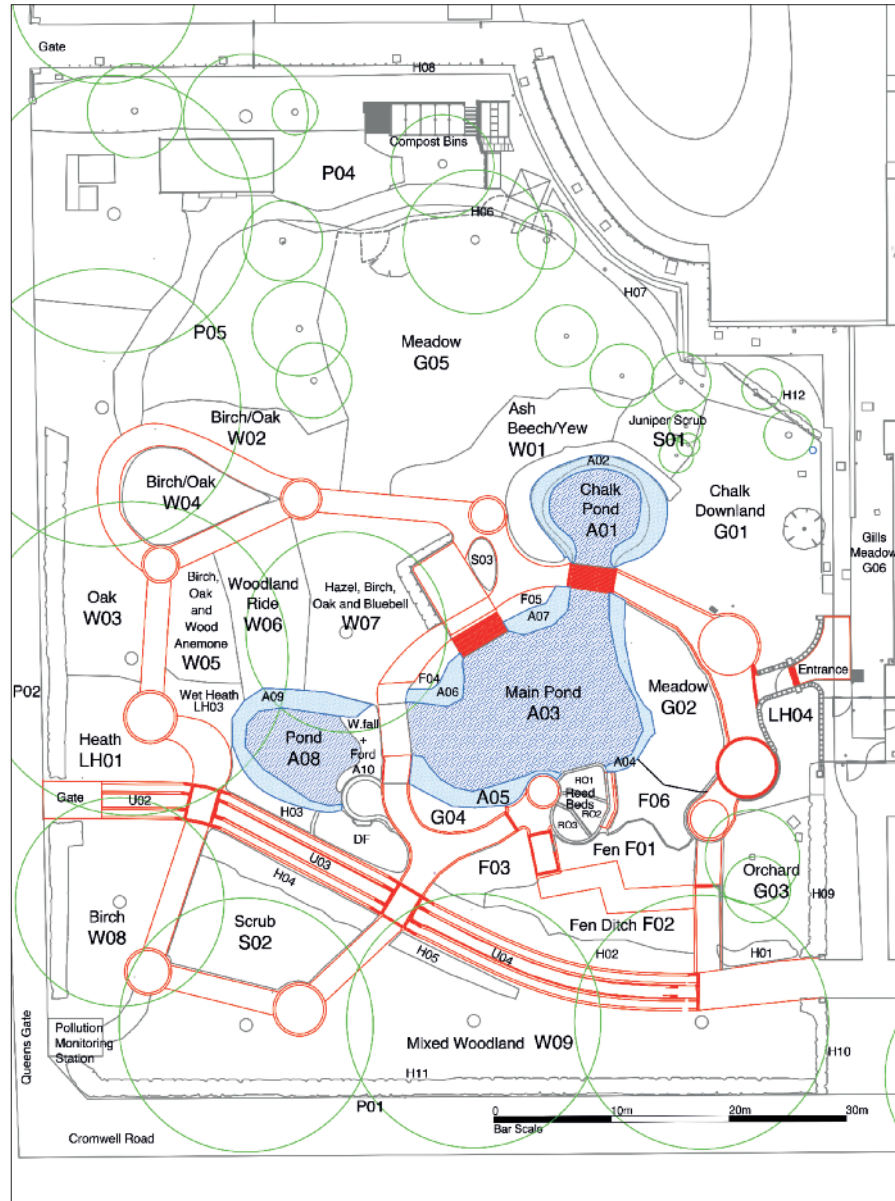 Gate
H08
Compost Bins
P04
H06
H07
P05
Meadow
G05
H12
Birch/Oak
W02
Ash
Beech/Yew
W01
Juniper Scrub
S01
A02
Birch/Oak
W04
Chalk
Pond
A01
Chalk
Downland
G01
Gills
Meadow
G06
S03
Oak
W03
Birch,
Oak
and
Wood
Anemone
W05
Woodland
Ride
W06
Hazel, Birch,
Oak and Bluebell
W07
F05
A07
F04
A06
Entrance
P02
Wet Heath
LH03
A09
Main Pond
A03
Meadow
G02
LH04
Heath
LH01
Pond
A08
W.fall
+
Ford
A10
A04
Gate
U02
H03
A05
RO1
Reed
Beds
RO2
RO3
G04
F06
DF
U03
F03
Fen F01
Orchard
G03
H09
H04
Birch
W08
Scrub
S02
Fen Ditch F02
H02
H01
H05
U04
Pollution
Monitoring
Station
Mixed Woodland W09
H10
H11
Queens Gate
P01
0 10m 20m 30m
Bar Scale
Cromwell Road